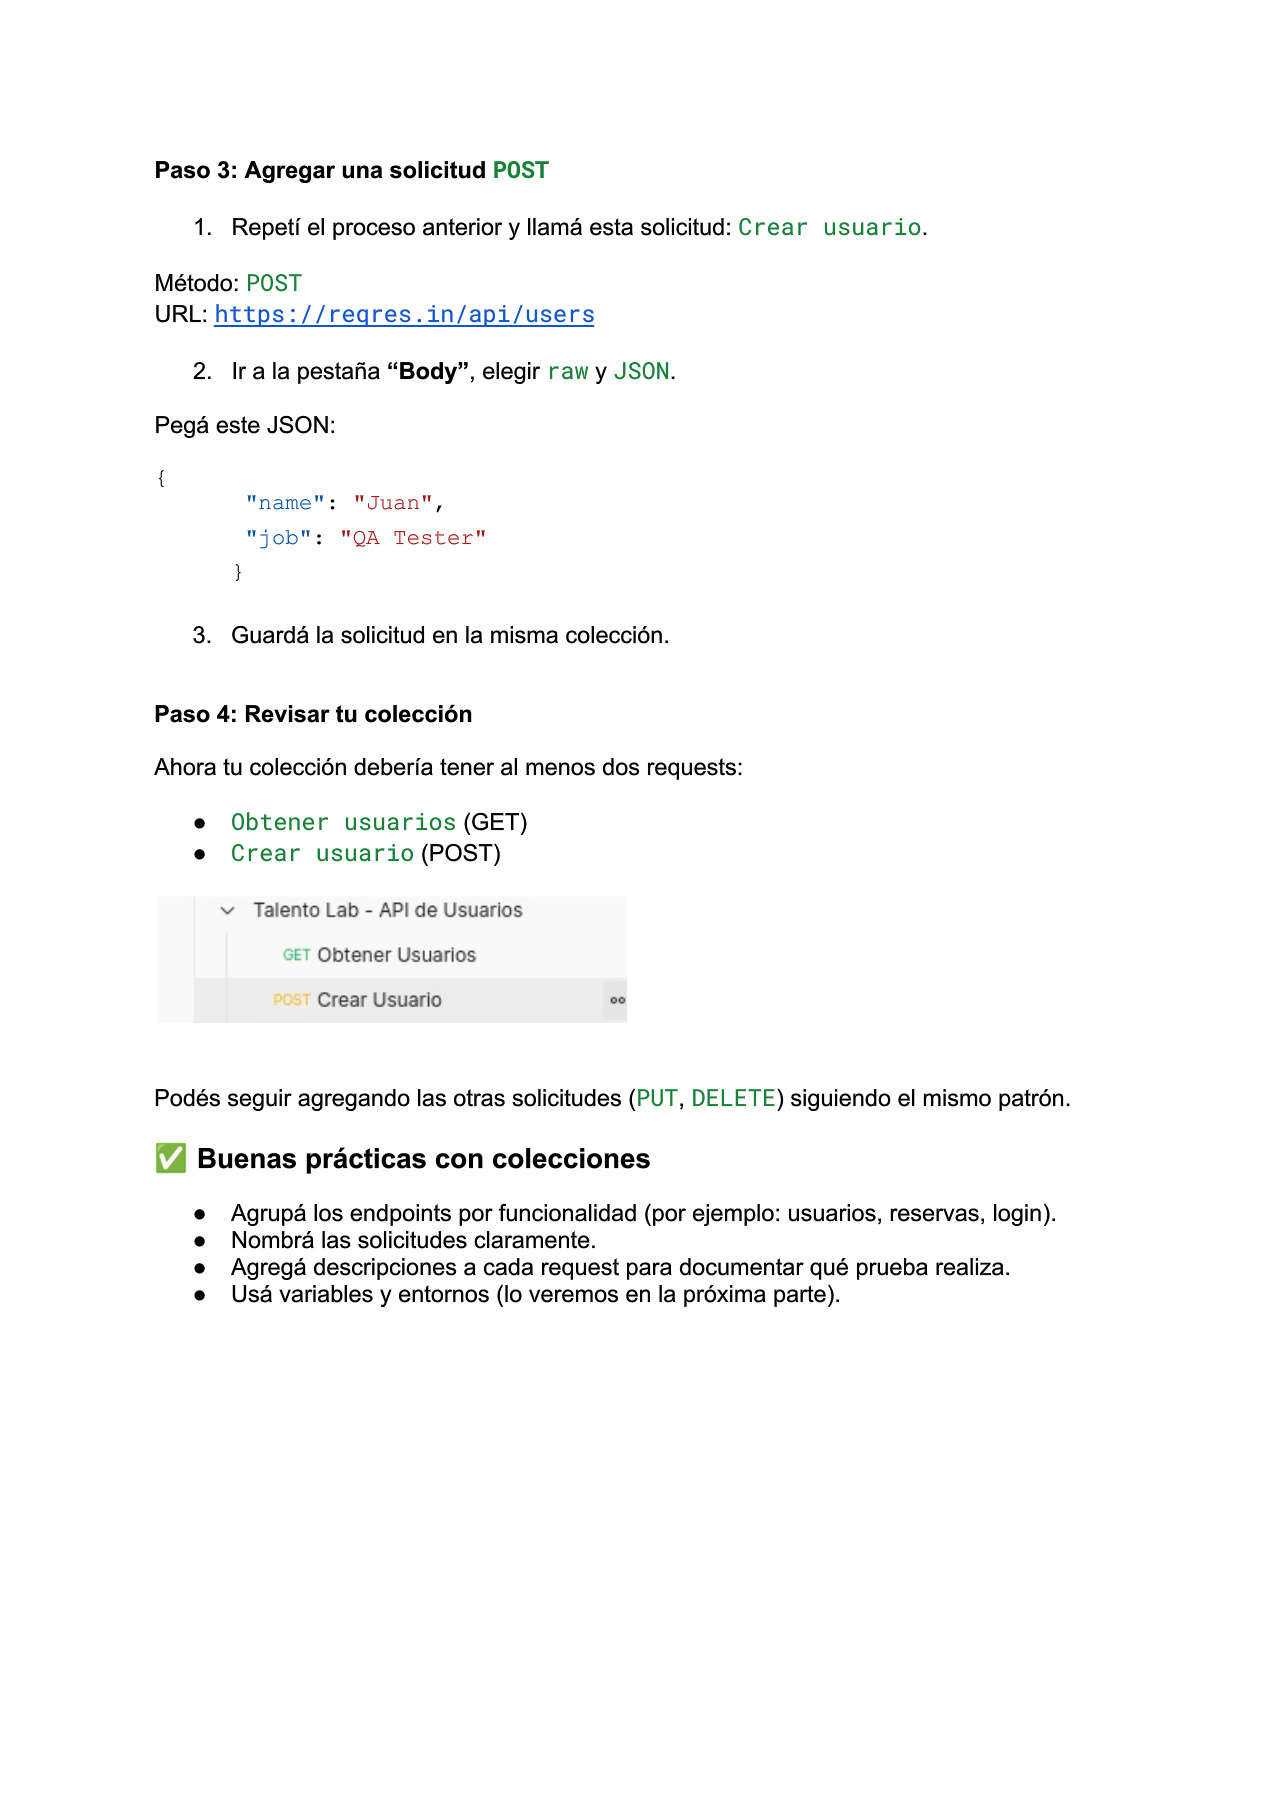 Paso 3: Agregar una solicitud POST
1. Repetí el proceso anterior y llamá esta solicitud: Crear usuario.
Método: POST
URL: https://reqres.in/api/users
2. Ir a la pestaña “Body”, elegir raw y JSON.
Pegá este JSON:
{
"name": "Juan",
"job": "QA Tester"
}
3. Guardá la solicitud en la misma colección.
Paso 4: Revisar tu colección
Ahora tu colección debería tener al menos dos requests:
● Obtener usuarios (GET)
● Crear usuario (POST)
Talento Lab - API de Usuarios
GET Obtener Usuarios
POST Crear Usuario
Podés seguir agregando las otras solicitudes (PUT, DELETE) siguiendo el mismo patrón.
✅ Buenas prácticas con colecciones
● Agrupá los endpoints por funcionalidad (por ejemplo: usuarios, reservas, login).
● Nombrá las solicitudes claramente.
● Agregá descripciones a cada request para documentar qué prueba realiza.
● Usá variables y entornos (lo veremos en la próxima parte).